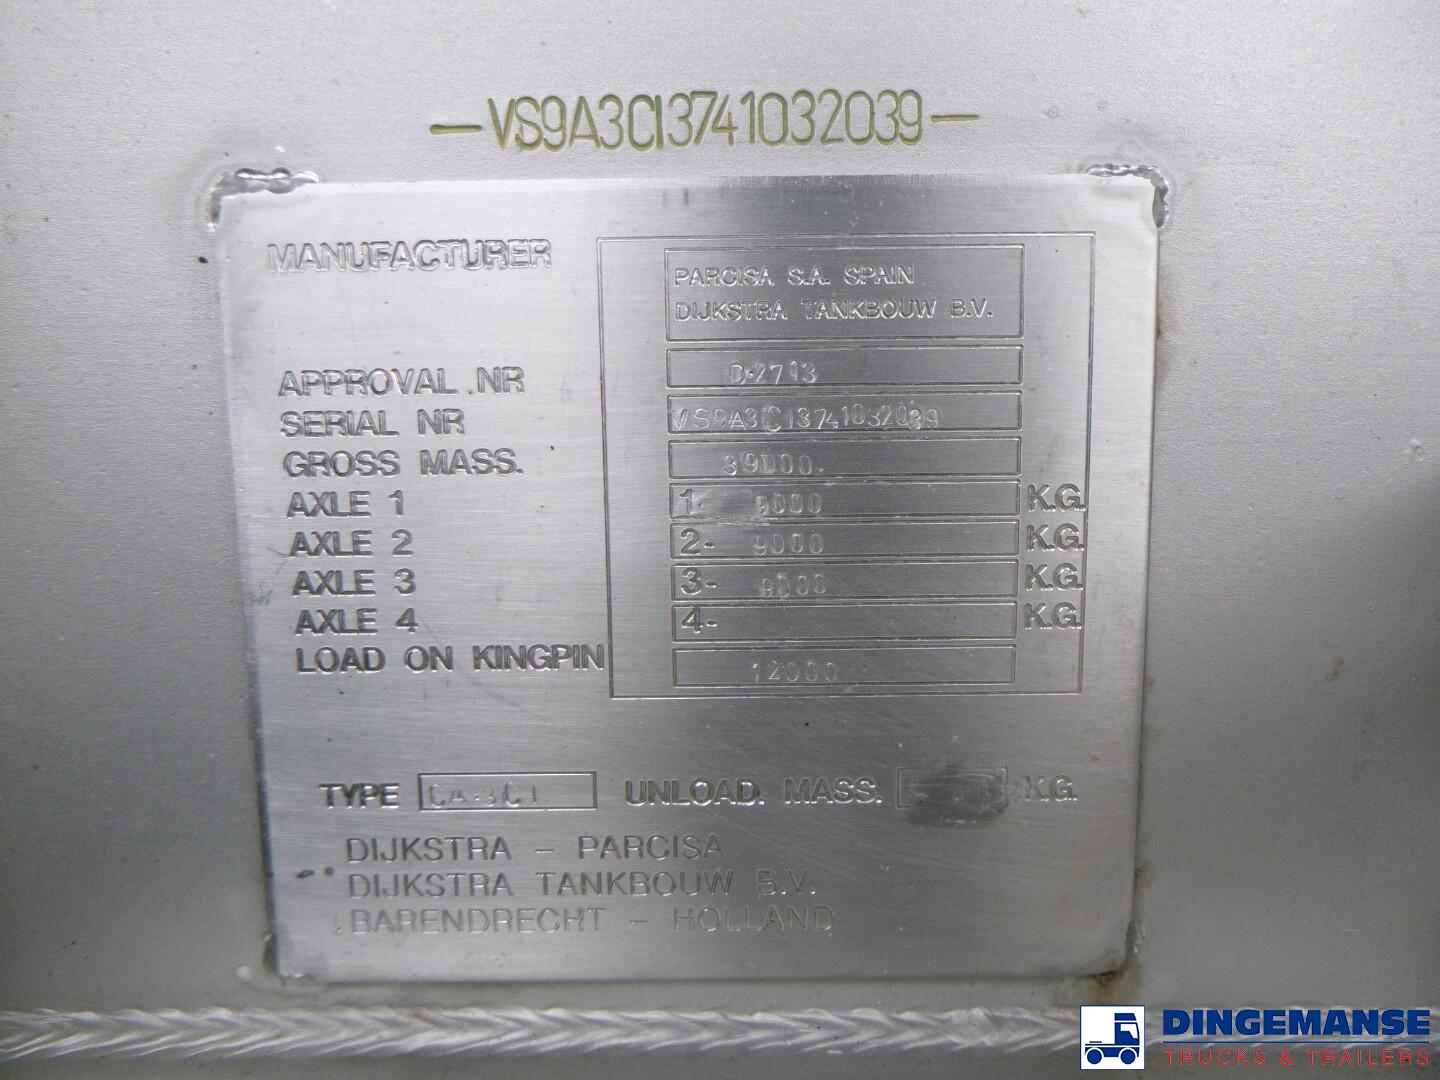 -VS9A3C13741032039-
MANUFACTURER
PARCISA S.A. SPAIN
DIJKSTRA TANKBOUW B.V.
APPROVAL NR D-2713
SERIAL NR VS9A3C13741032039
GROSS MASS. 39000.
AXLE 1 1- 9000 K.G.
AXLE 2 2- 9000 K.G.
AXLE 3 3- 9000 K.G.
AXLE 4 4- K.G.
LOAD ON KINGPIN 12000
TYPE CA-3C1 UNLOAD. MASS. K.G.
DIJKSTRA - PARCISA
DIJKSTRA TANKBOUW B.V.
BARENDRECHT - HOLLAND
DINGEMANSE
TRUCKS & TRAILERS